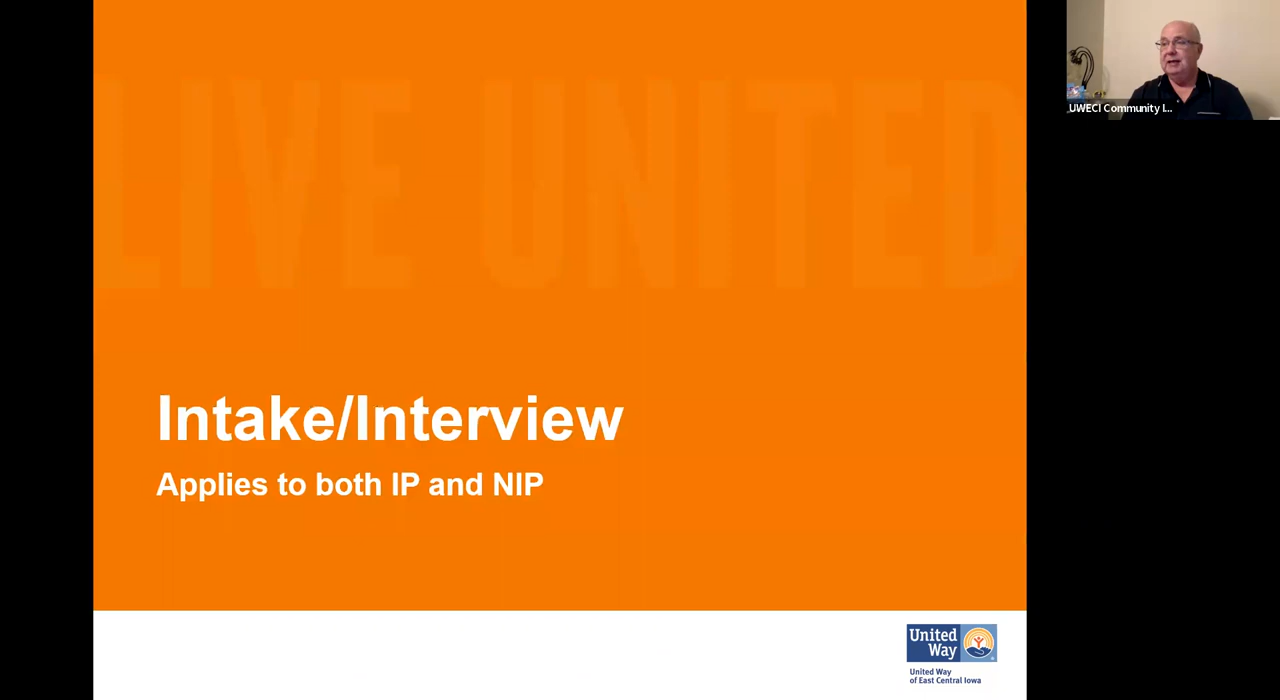 LIVE UNITED
Intake/Interview
Applies to both IP and NIP
United
Way
United Way
of East Central Iowa
UWECI Community I...